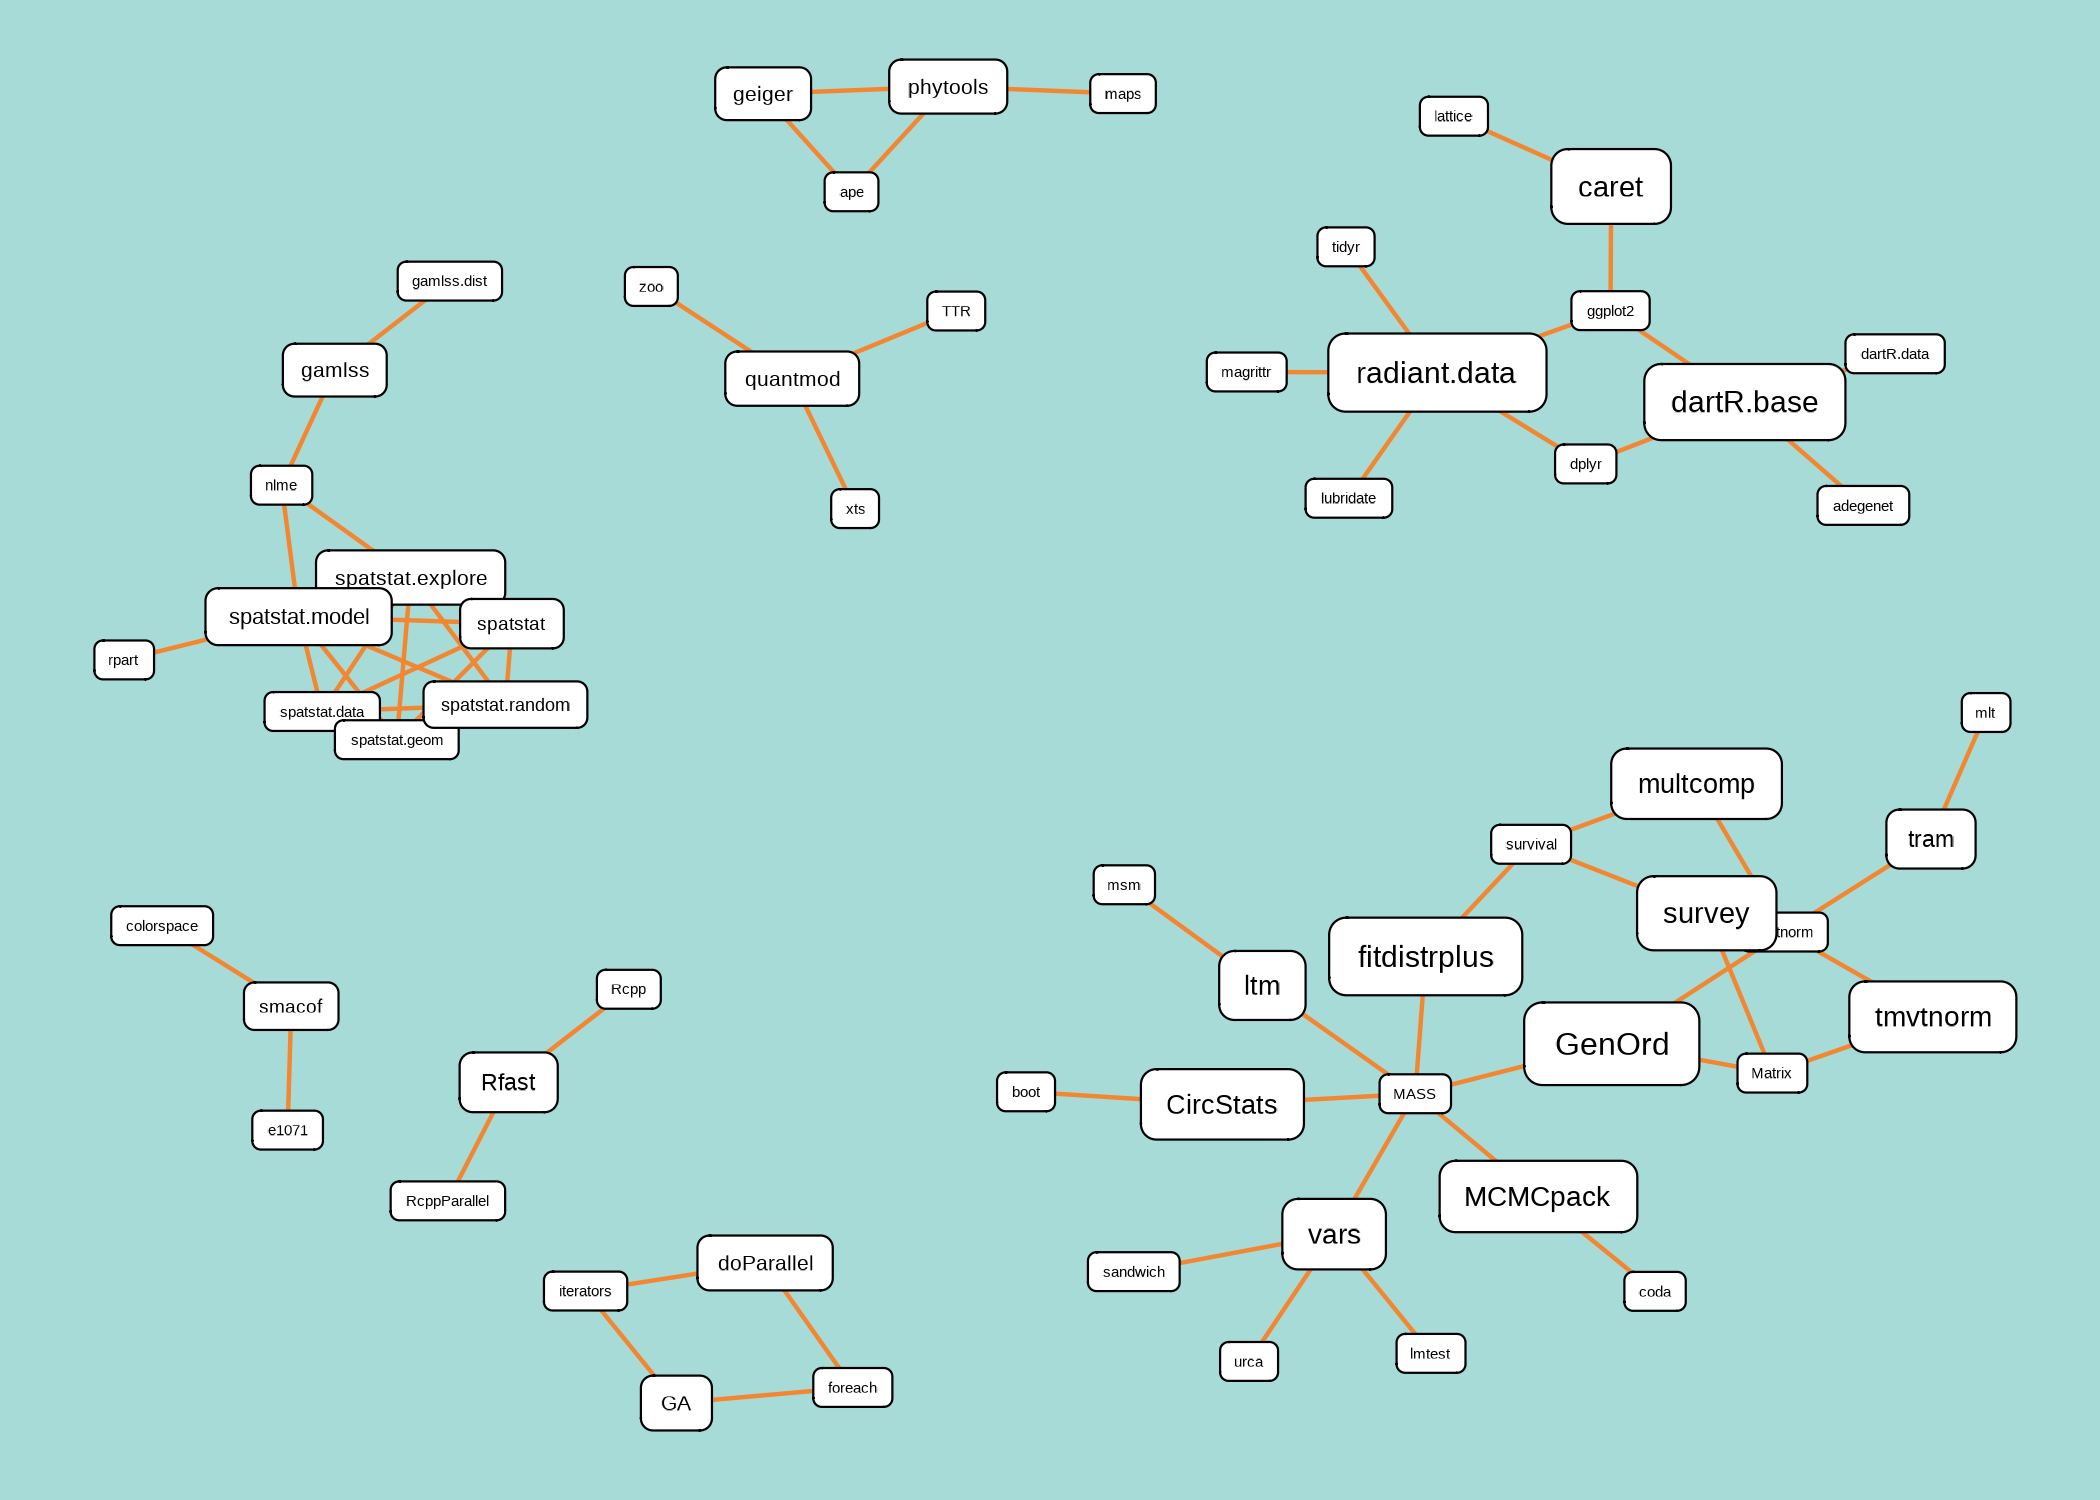 geiger
phytools
maps
ape
lattice
caret
tidyr
ggplot2
magrittr
radiant.data
dartR.data
dartR.base
dplyr
lubridate
adegenet
gamlss.dist
gamlss
zoo
TTR
quantmod
xts
nlme
spatstat.explore
spatstat.model
spatstat
rpart
spatstat.data
spatstat.random
spatstat.geom
mlt
multcomp
tram
survival
msm
survey
tnorm
fitdistrplus
ltm
tmvtnorm
GenOrd
Matrix
MASS
boot
CircStats
MCMCpack
vars
sandwich
coda
urca
lmtest
colorspace
smacof
e1071
Rcpp
Rfast
RcppParallel
doParallel
iterators
foreach
GA